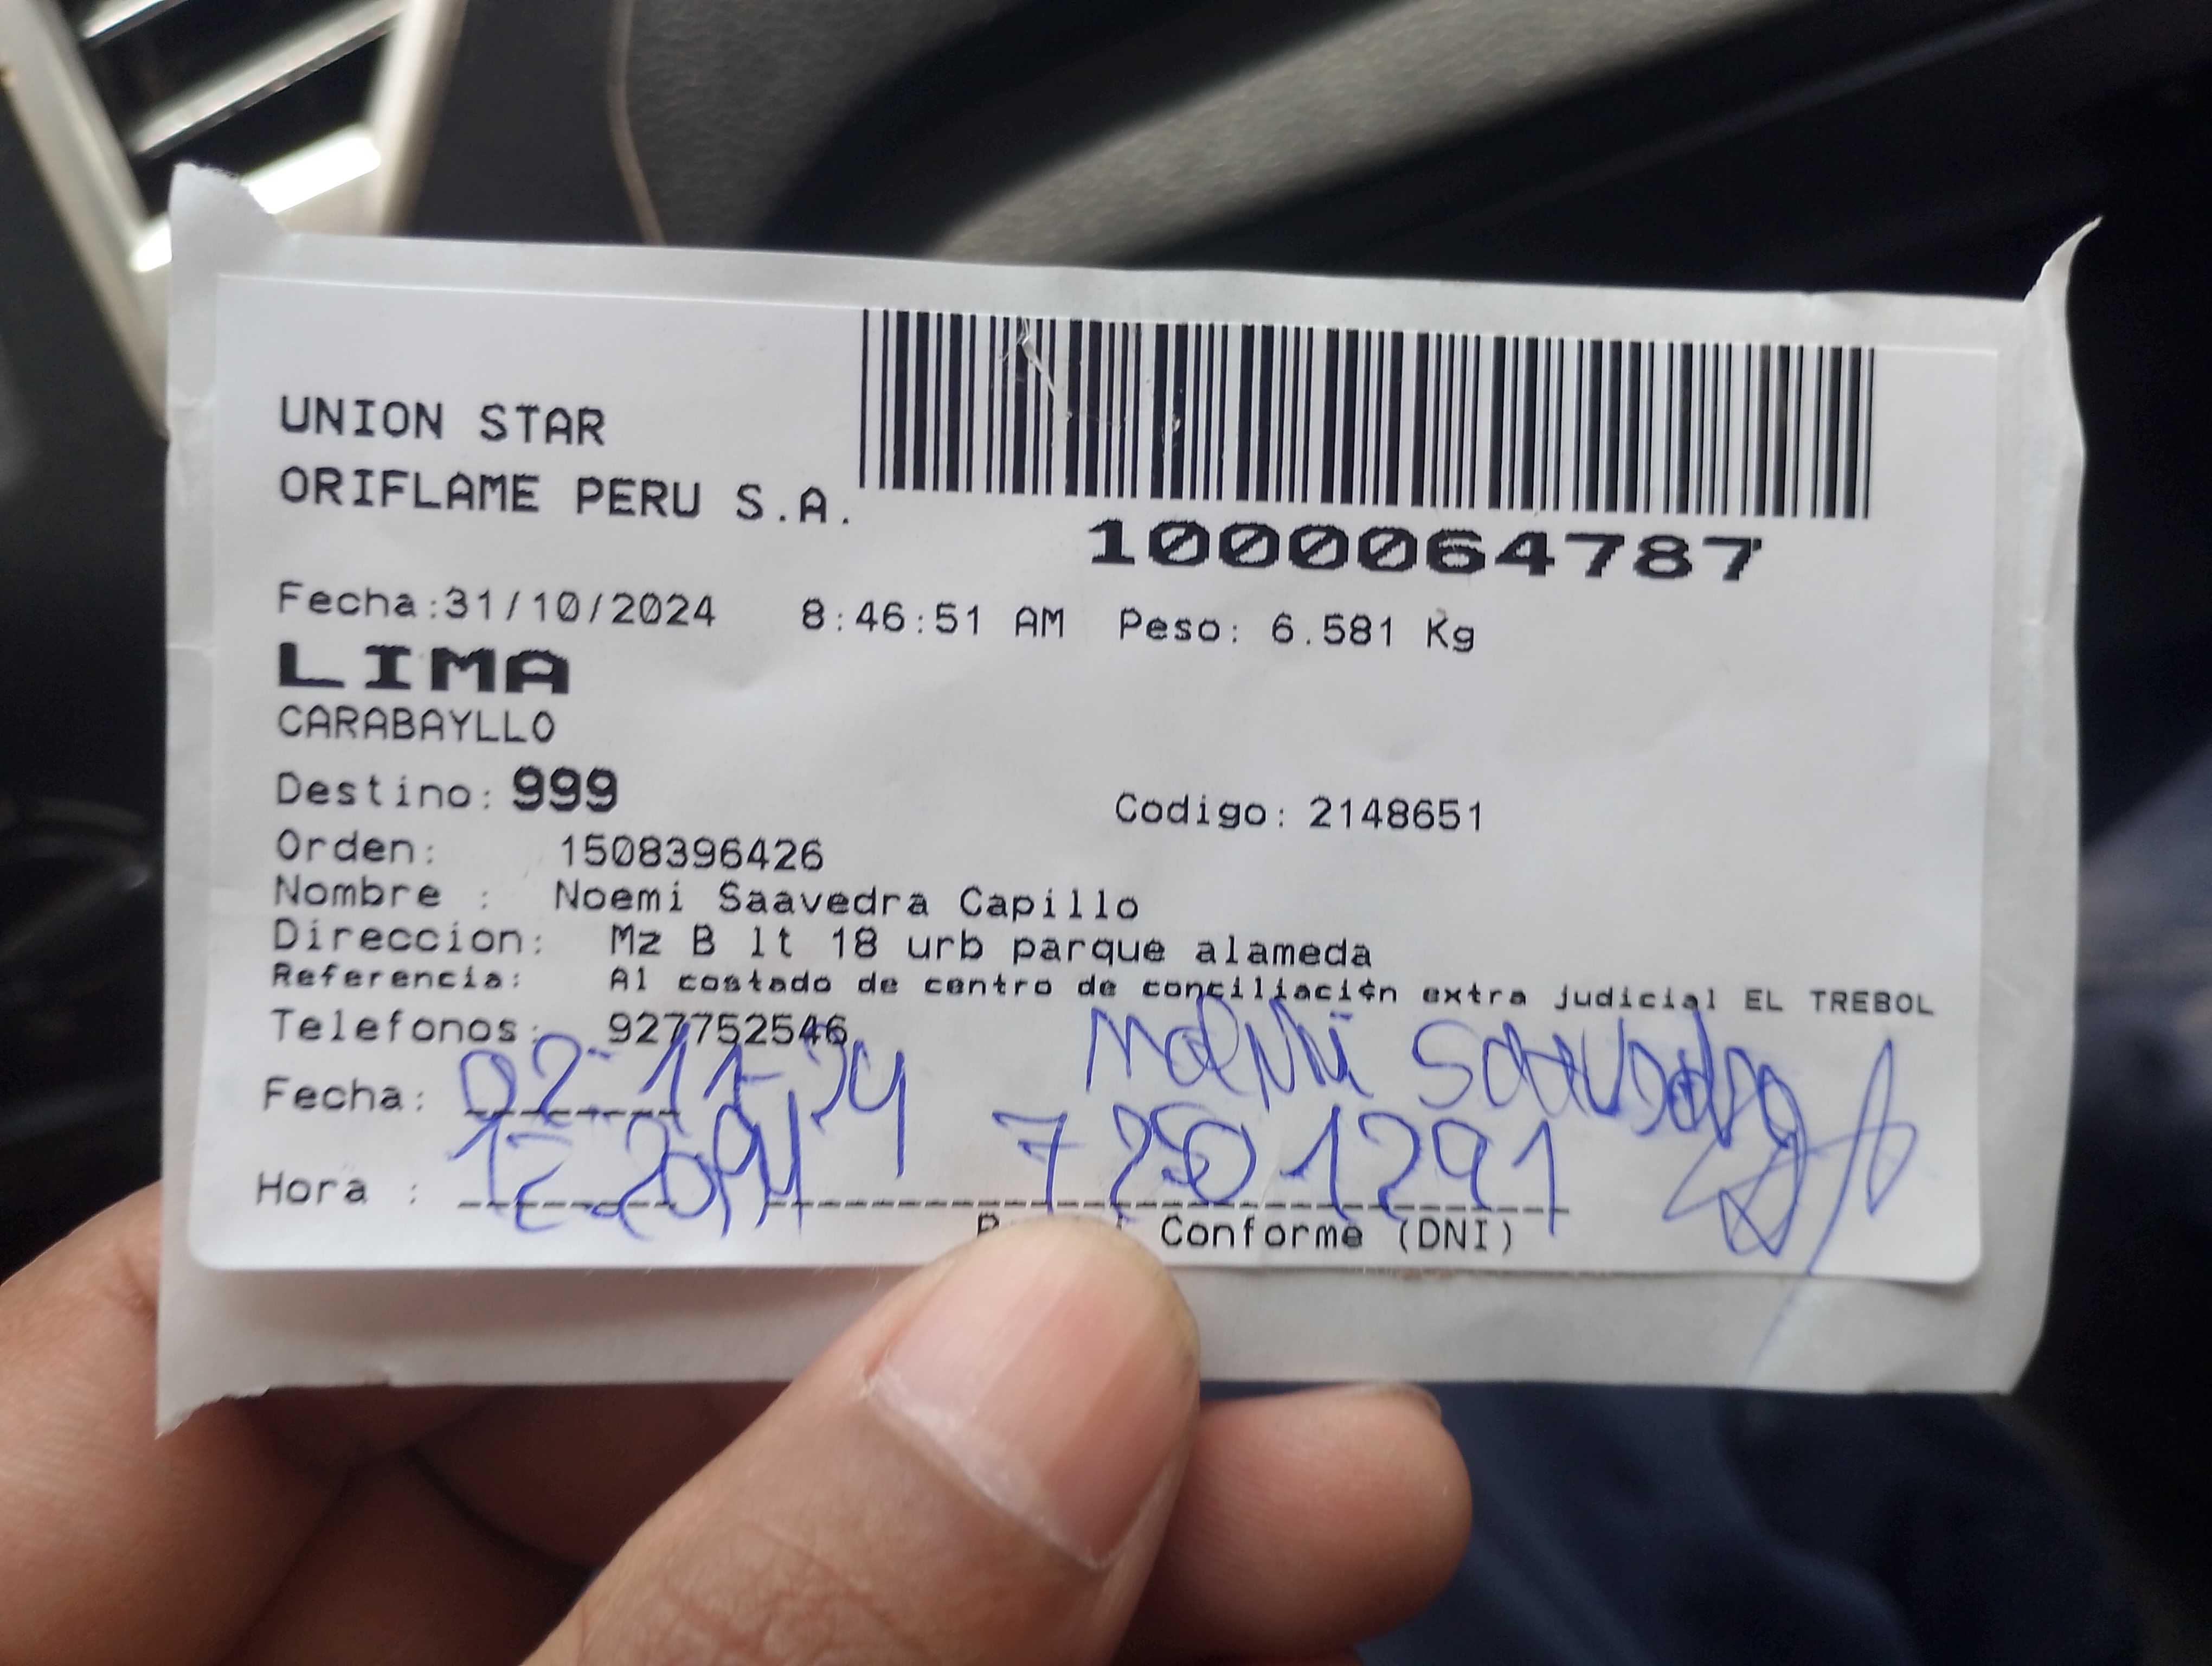 UNION STAR
ORIFLAME PERU S.A.
1000064787
Fecha:31/10/2024 8:46:51 AM Peso: 6.581 Kg
LIMA
CARABAYLLO
Destino: 999 Codigo: 2148651
Orden: 1508396426
Nombre : Noemi Saavedra Capillo
Direccion: Mz B lt 18 urb parque alameda
Referencia: Al costado de centro de conciliaci¢n extra judicial EL TREBOL
Telefonos: 927752546
Noemi Saavedra
Fecha: 02-11-24
Hora : 12:20PM 72501291
Conforme (DNI)